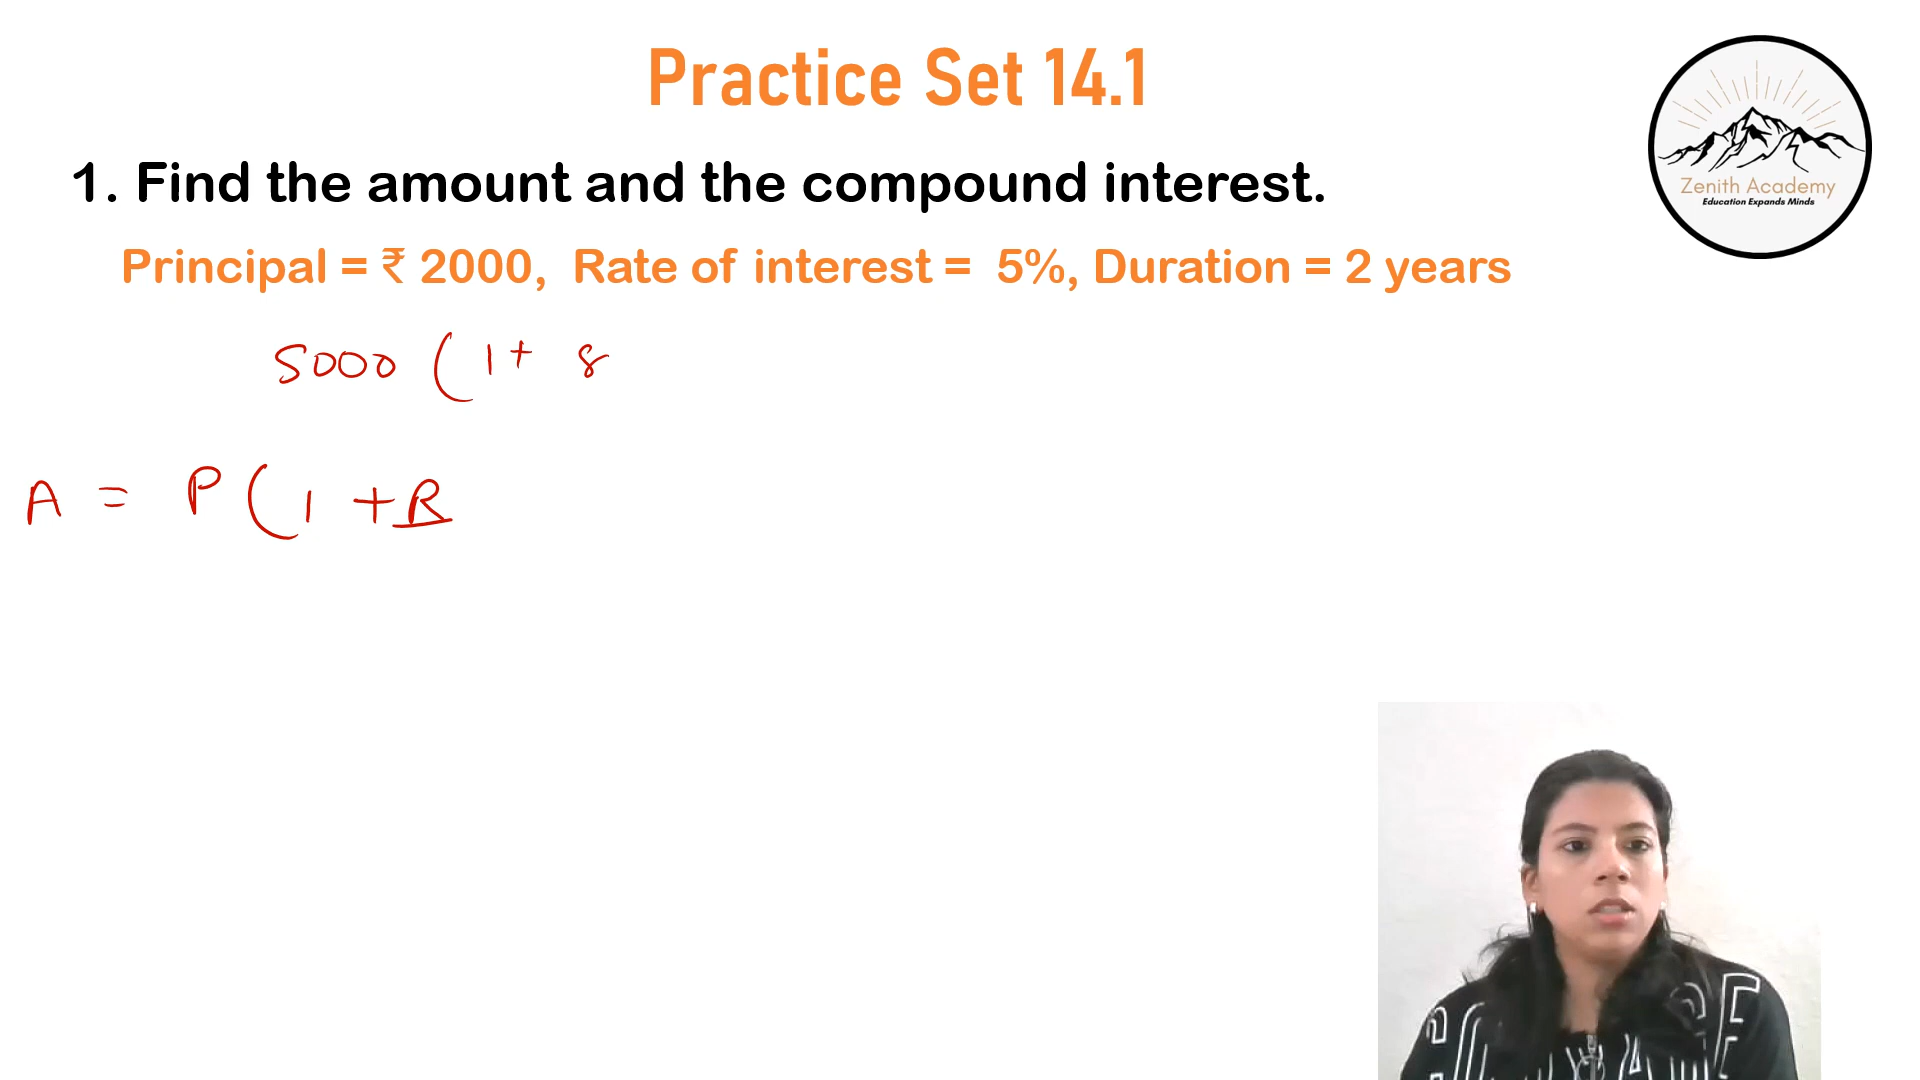 Practice Set 14.1
1. Find the amount and the compound interest.
Zenith Academy
Education Expands Minds
Principal = ₹ 2000, Rate of interest = 5%, Duration = 2 years
5000 ( 1 + 8
A = P ( 1 + R